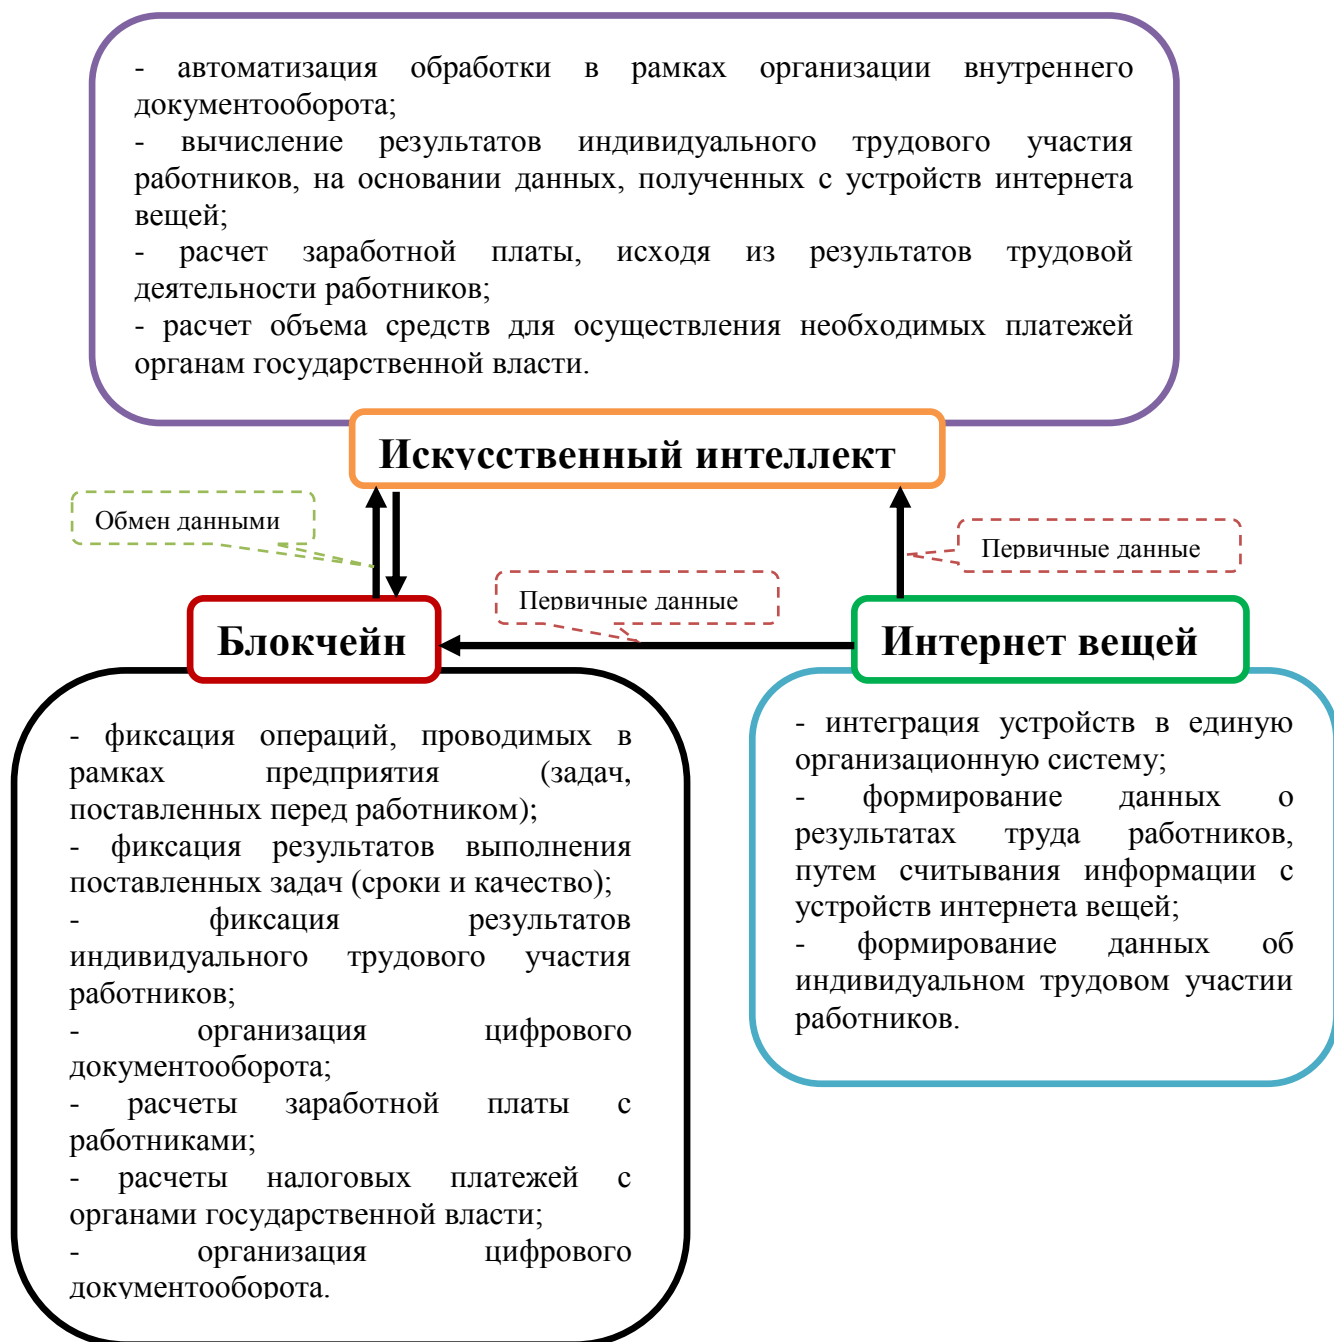 - автоматизация обработки в рамках организации внутреннего
документооборота;
- вычисление результатов индивидуального трудового участия
работников, на основании данных, полученных с устройств интернета
вещей;
- расчет заработной платы, исходя из результатов трудовой
деятельности работников;
- расчет объема средств для осуществления необходимых платежей
органам государственной власти.
Искусственный интеллект
Обмен данными
Первичные данные
Первичные данные
Блокчейн
Интернет вещей
- фиксация операций, проводимых в
рамках предприятия (задач,
поставленных перед работником);
- фиксация результатов выполнения
поставленных задач (сроки и качество);
- фиксация результатов
индивидуального трудового участия
работников;
- организация цифрового
документооборота;
- расчеты заработной платы с
работниками;
- расчеты налоговых платежей с
органами государственной власти;
- организация цифрового
документооборота.
- интеграция устройств в единую
организационную систему;
- формирование данных о
результатах труда работников,
путем считывания информации с
устройств интернета вещей;
- формирование данных об
индивидуальном трудовом участии
работников.